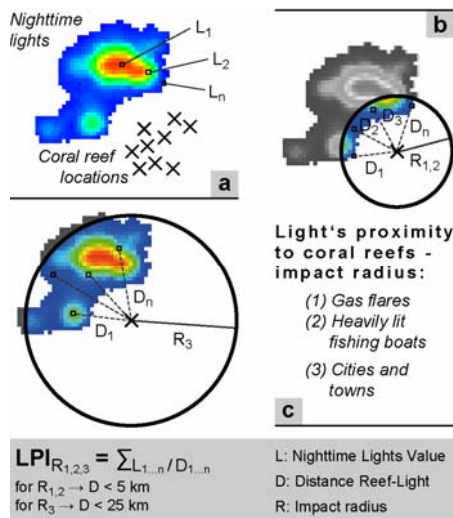 Nighttime
lights
L1
L2
Ln
Coral reef
locations
a
b
D3
D2
Dn
D1
R1,2
Light's proximity
to coral reefs -
impact radius:
(1) Gas flares
(2) Heavily lit
fishing boats
(3) Cities and
towns
Dn
D1
R3
c
LPIR1,2,3 = ∑L1...n / D1...n
for R1,2 → D < 5 km
for R3 → D < 25 km
L: Nighttime Lights Value
D: Distance Reef-Light
R: Impact radius